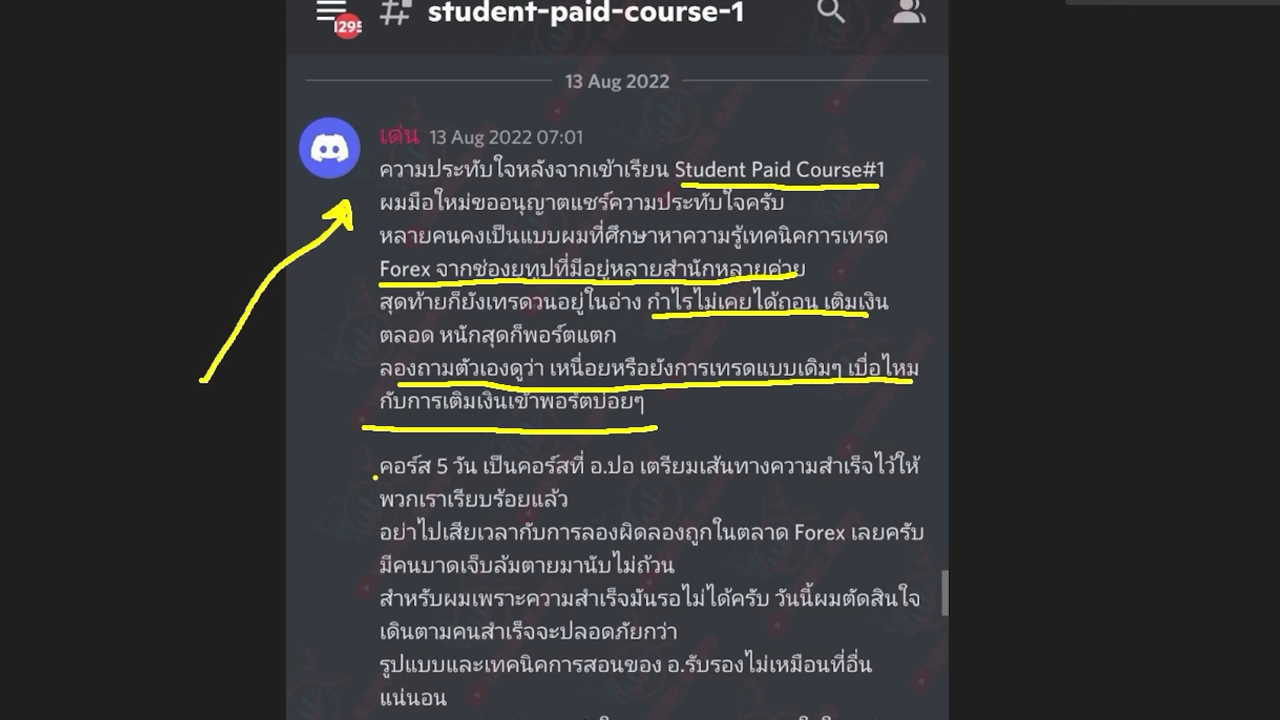 1295
student-paid-course-1
13 Aug 2022
เด่น 13 Aug 2022 07:01
ความประทับใจหลังจากเข้าเรียน Student Paid Course#1
ผมมือใหม่ขออนุญาตแชร์ความประทับใจครับ
หลายคนคงเป็นแบบผมที่ศึกษาหาความรู้เทคนิคการเทรด
Forex จากช่องยูทูปที่มีอยู่หลายสำนักหลายค่าย
สุดท้ายก็ยังเทรดวนอยู่ในอ่าง กำไรไม่เคยได้ถอน เติมเงิน
ตลอด หนักสุดก็พอร์ตแตก
ลองถามตัวเองดูว่า เหนื่อยหรือยังการเทรดแบบเดิมๆ เบื่อไหม
กับการเติมเงินเข้าพอร์ตบ่อยๆ
คอร์ส 5 วัน เป็นคอร์สที่ อ.ปอ เตรียมเส้นทางความสำเร็จไว้ให้
พวกเราเรียบร้อยแล้ว
อย่าไปเสียเวลากับการลองผิดลองถูกในตลาด Forex เลยครับ
มีคนบาดเจ็บล้มตายมานับไม่ถ้วน
สำหรับผมเพราะความสำเร็จมันรอไม่ได้ครับ วันนี้ผมตัดสินใจ
เดินตามคนสำเร็จจะปลอดภัยกว่า
รูปแบบและเทคนิคการสอนของ อ.รับรองไม่เหมือนที่อื่น
แน่นอน